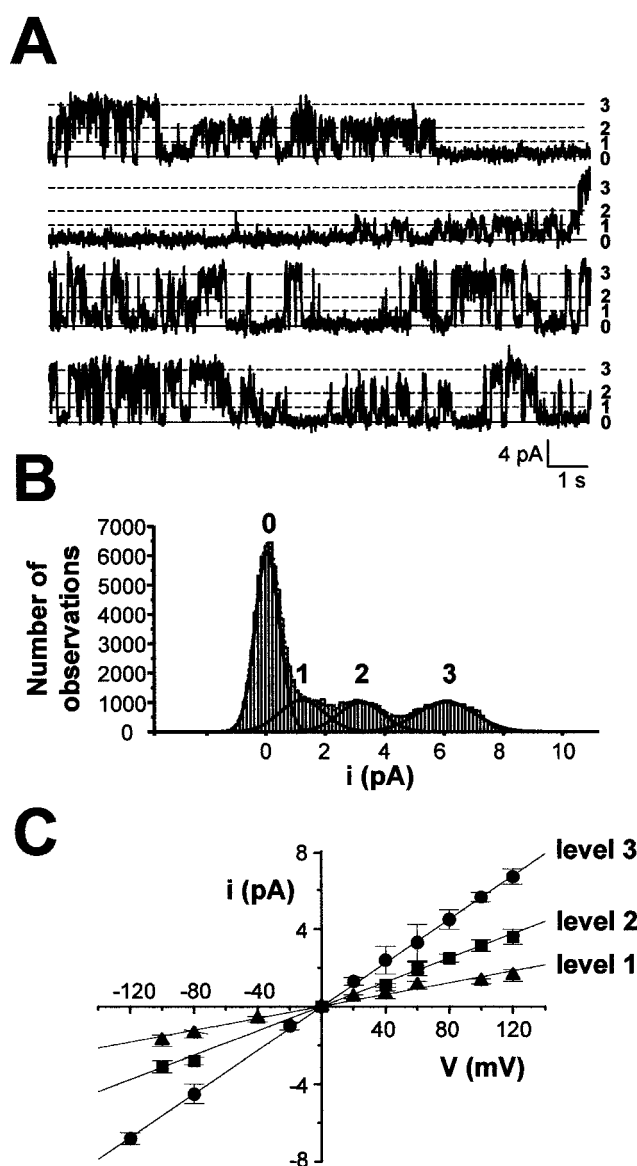 A
3
2
1
0
3
2
1
0
3
2
1
0
3
2
1
0
4 pA
1 s
B
Number of
observations
7000
6000
5000
4000
3000
2000
1000
0
0
1
2
3
0 2 4 6 8 10
i (pA)
C
8
i (pA)
4
level 3
level 2
level 1
-120 -80 -40
40 80 120
V (mV)
-4
-8